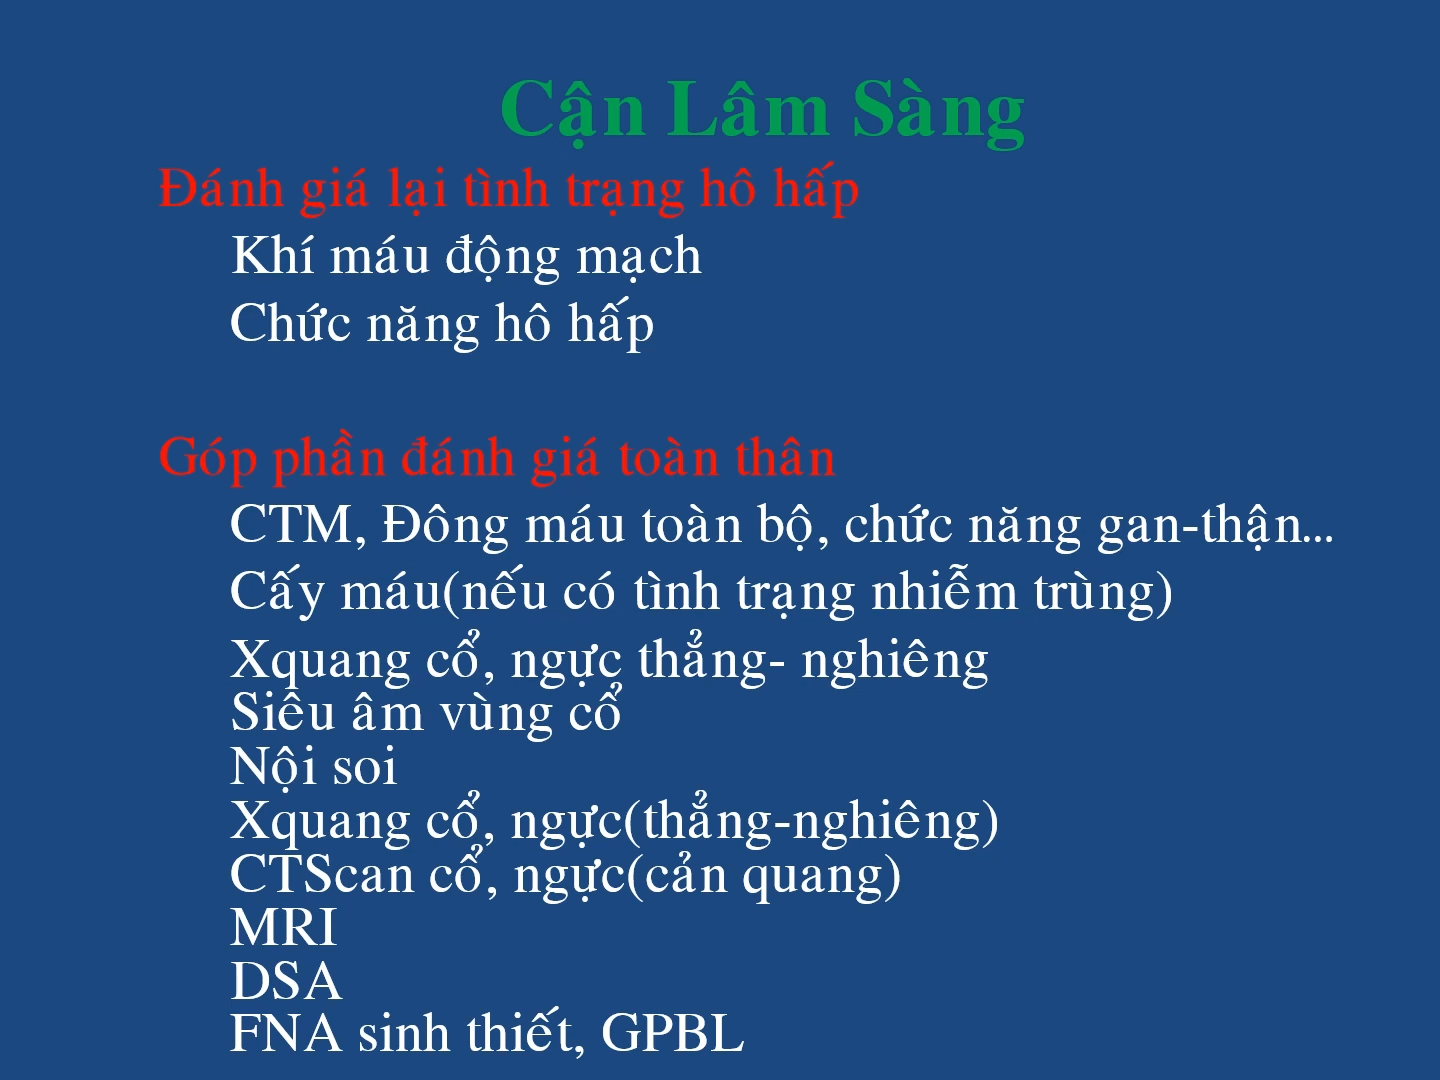 Cận Lâm Sàng
Đánh giá lại tình trạng hô hấp
Khí máu động mạch
Chức năng hô hấp
Góp phần đánh giá toàn thân
CTM, Đông máu toàn bộ, chức năng gan-thận...
Cấy máu(nếu có tình trạng nhiễm trùng)
Xquang cổ, ngực thẳng- nghiêng
Siêu âm vùng cổ
Nội soi
Xquang cổ, ngực(thẳng-nghiêng)
CTScan cổ, ngực(cản quang)
MRI
DSA
FNA sinh thiết, GPBL